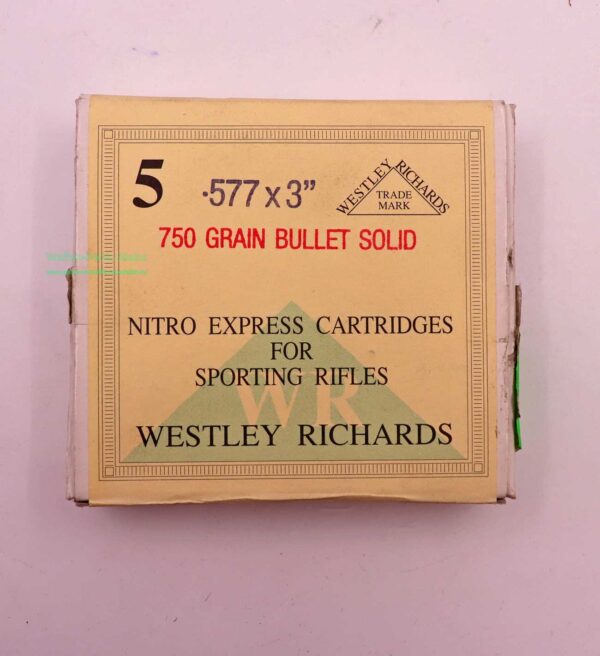 5
·577 x 3"
WESTLEY RICHARDS
TRADE
MARK
750 GRAIN BULLET SOLID
NITRO EXPRESS CARTRIDGES
FOR
SPORTING RIFLES
WR
WESTLEY RICHARDS